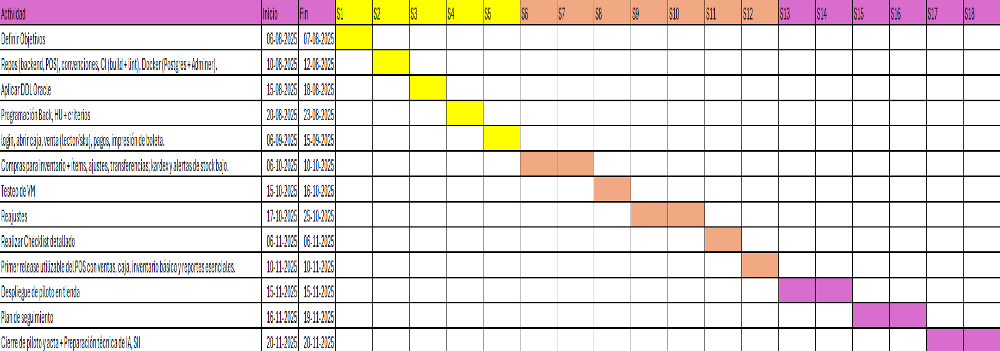 Actividad Inicio Fin S1 S2 S3 S4 S5 S6 S7 S8 S9 S10 S11 S12 S13 S14 S15 S16 S17 S18
Definir Objetivos 06-08-2025 07-08-2025
Repos (backend, POS), convenciones, CI (build + lint), Docker (Postgres + Adminer). 10-08-2025 12-08-2025
Aplicar DDL Oracle 15-08-2025 18-08-2025
Programación Back, HU + criterios 20-08-2025 23-08-2025
login, abrir caja, venta (lector/sku), pagos, impresión de boleta. 06-09-2025 15-09-2025
Compras para inventario + ítems, ajustes, transferencias; kardex y alertas de stock bajo. 06-10-2025 10-10-2025
Testeo de VM 15-10-2025 16-10-2025
Reajustes 17-10-2025 25-10-2025
Realizar Checklist detallado 06-11-2025 06-11-2025
Primer release utilizable del POS con ventas, caja, inventario básico y reportes esenciales. 10-11-2025 10-11-2025
Despliegue de piloto en tienda 15-11-2025 15-11-2025
Plan de seguimiento 16-11-2025 19-11-2025
Cierre de piloto y acta + Preparación técnica de IA, SII 20-11-2025 20-11-2025